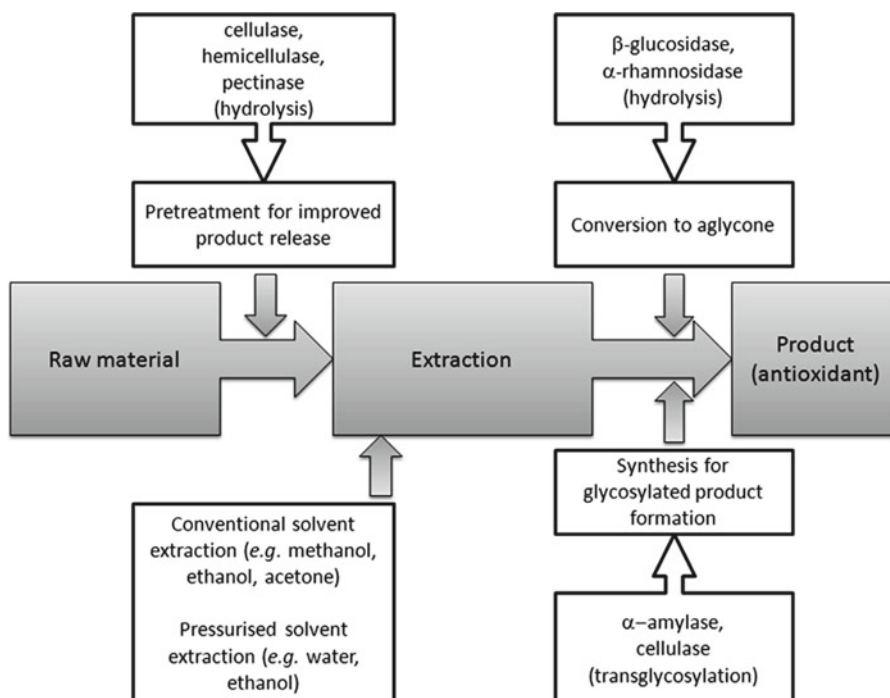 cellulase,
hemicellulase,
pectinase
(hydrolysis)
β-glucosidase,
α-rhamnosidase
(hydrolysis)
Pretreatment for improved
product release
Conversion to aglycone
Raw material
Extraction
Product
(antioxidant)
Conventional solvent
extraction (e.g. methanol,
ethanol, acetone)
Pressurised solvent
extraction (e.g. water,
ethanol)
Synthesis for
glycosylated product
formation
α–amylase,
cellulase
(transglycosylation)